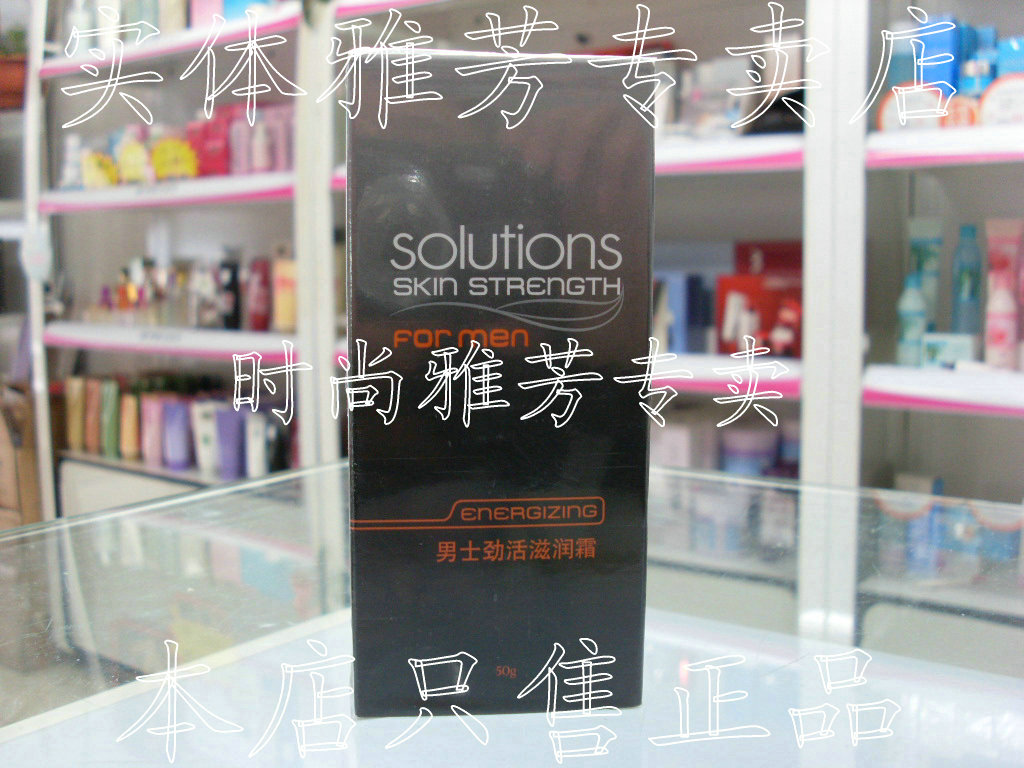 实体雅芳专卖店
solutions
SKIN STRENGTH
FOR MEN
时尚雅芳专卖
ENERGIZING
男士劲活滋润霜
50g
本店只售正品